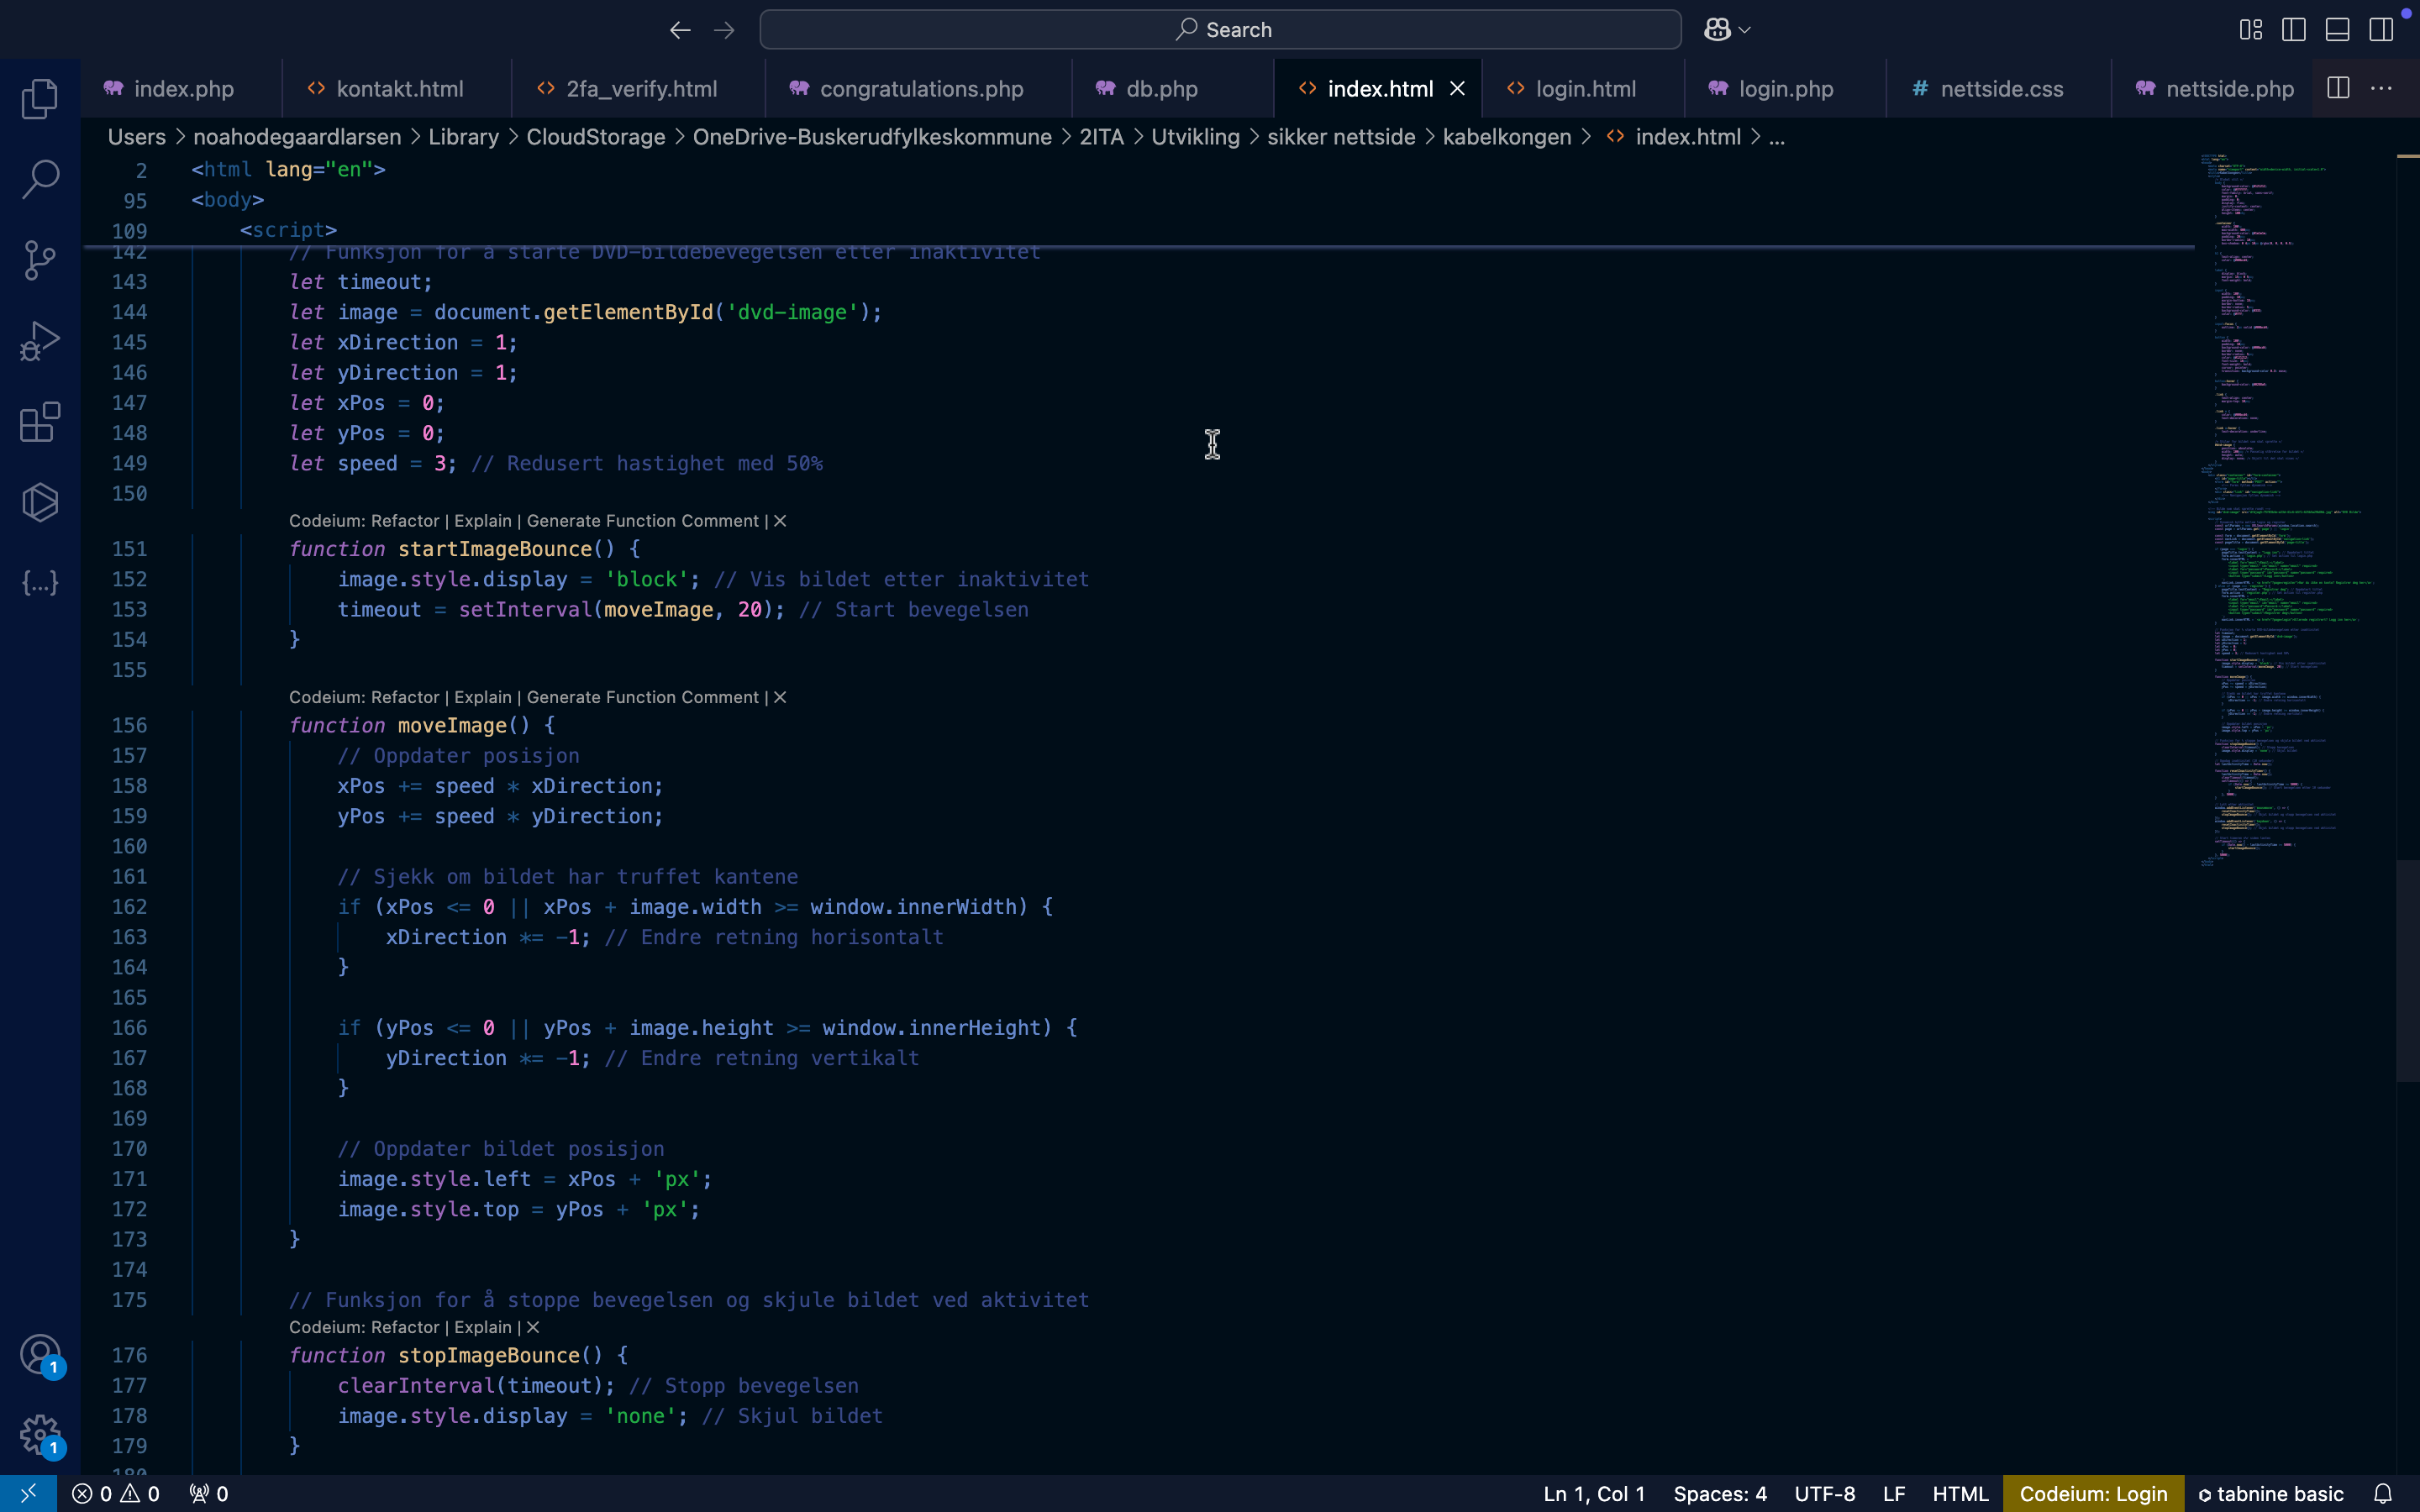 Search
index.php
kontakt.html
2fa_verify.html
congratulations.php
db.php
index.html
login.html
login.php
nettside.css
nettside.php
Users > noahodegaardlarsen > Library > CloudStorage > OneDrive-Buskerudfylkeskommune > 2ITA > Utvikling > sikker nettside > kabelkongen > index.html > ...
2 <html lang="en">
95 <body>
109 <script>
142 // Funksjon for å starte DVD-bildebevegelsen etter inaktivitet
143 let timeout;
144 let image = document.getElementById('dvd-image');
145 let xDirection = 1;
146 let yDirection = 1;
147 let xPos = 0;
148 let yPos = 0;
149 let speed = 3; // Redusert hastighet med 50%
150
Codeium: Refactor | Explain | Generate Function Comment | ×
151 function startImageBounce() {
152 image.style.display = 'block'; // Vis bildet etter inaktivitet
153 timeout = setInterval(moveImage, 20); // Start bevegelsen
154 }
155
Codeium: Refactor | Explain | Generate Function Comment | ×
156 function moveImage() {
157 // Oppdater posisjon
158 xPos += speed * xDirection;
159 yPos += speed * yDirection;
160
161 // Sjekk om bildet har truffet kantene
162 if (xPos <= 0 || xPos + image.width >= window.innerWidth) {
163 xDirection *= -1; // Endre retning horisontalt
164 }
165
166 if (yPos <= 0 || yPos + image.height >= window.innerHeight) {
167 yDirection *= -1; // Endre retning vertikalt
168 }
169
170 // Oppdater bildet posisjon
171 image.style.left = xPos + 'px';
172 image.style.top = yPos + 'px';
173 }
174
175 // Funksjon for å stoppe bevegelsen og skjule bildet ved aktivitet
Codeium: Refactor | Explain | ×
176 function stopImageBounce() {
177 clearInterval(timeout); // Stopp bevegelsen
178 image.style.display = 'none'; // Skjul bildet
179 }
180
1
1
0 0 0
Ln 1, Col 1
Spaces: 4
UTF-8
LF
HTML
Codeium: Login
tabnine basic